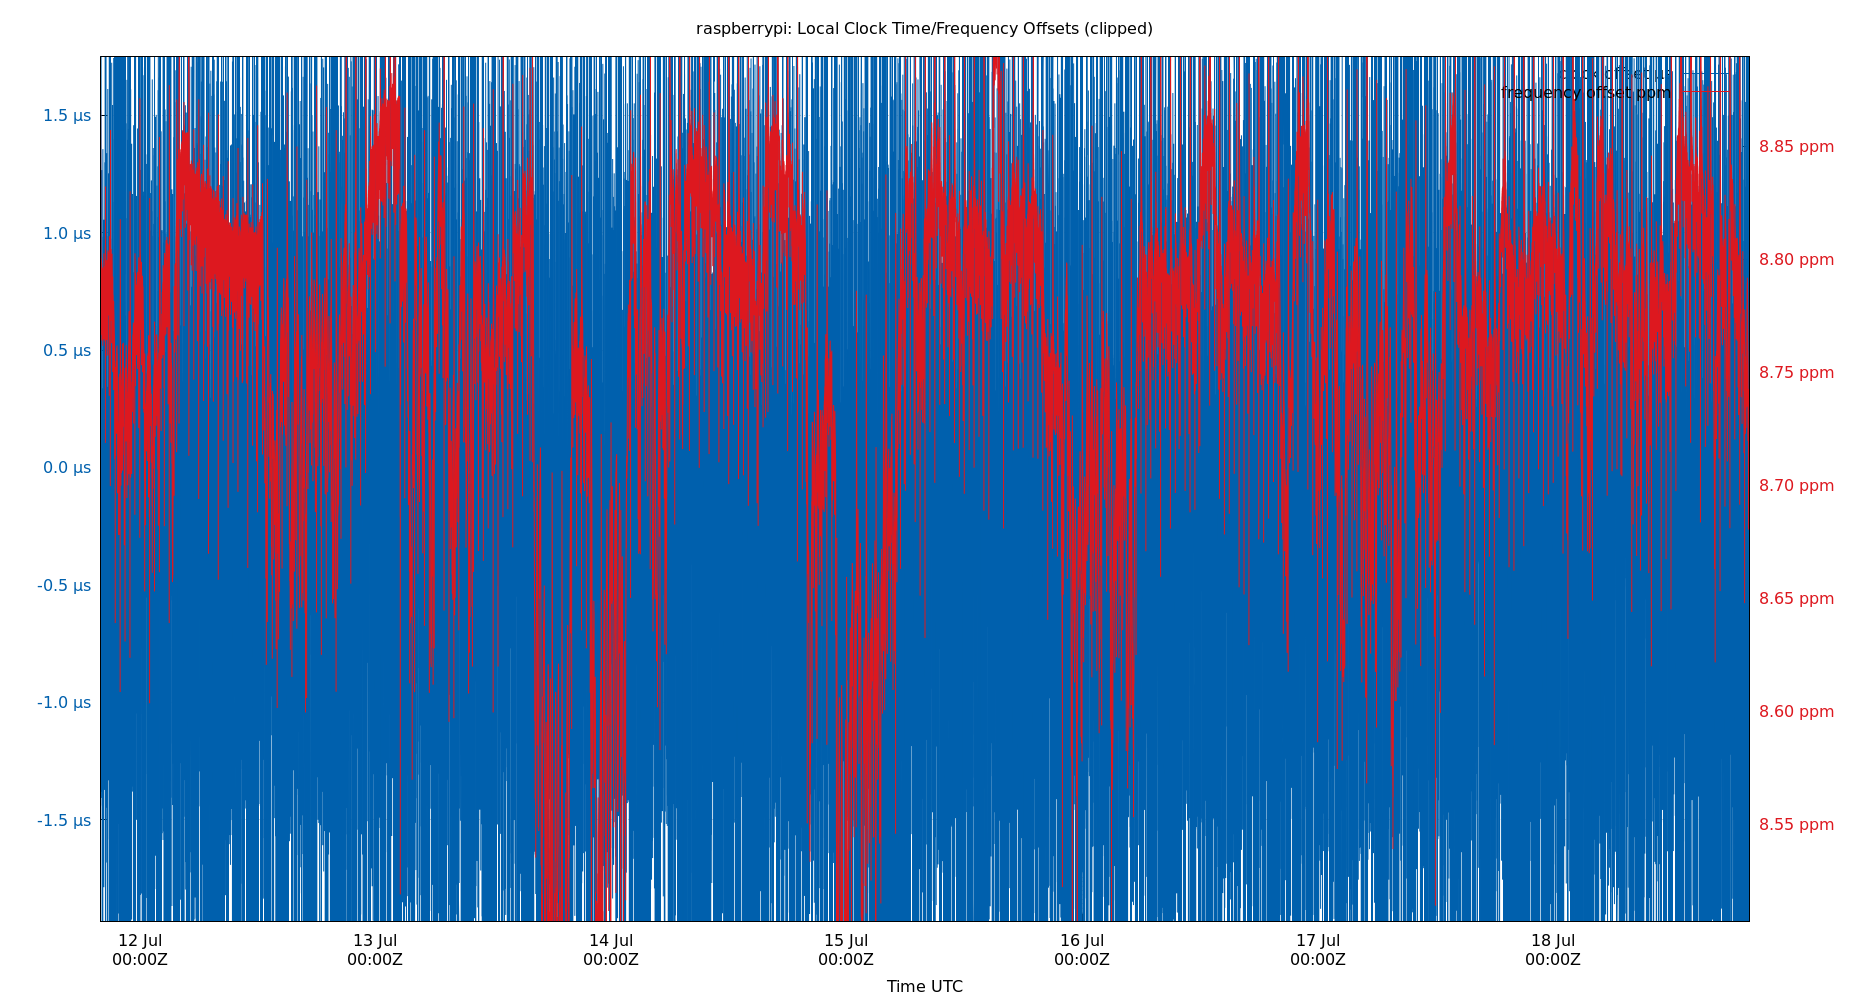 raspberrypi: Local Clock Time/Frequency Offsets (clipped)
clock offset µs
frequency offset ppm
1.5 µs
1.0 µs
0.5 µs
0.0 µs
-0.5 µs
-1.0 µs
-1.5 µs
8.85 ppm
8.80 ppm
8.75 ppm
8.70 ppm
8.65 ppm
8.60 ppm
8.55 ppm
12 Jul
00:00Z
13 Jul
00:00Z
14 Jul
00:00Z
15 Jul
00:00Z
16 Jul
00:00Z
17 Jul
00:00Z
18 Jul
00:00Z
Time UTC